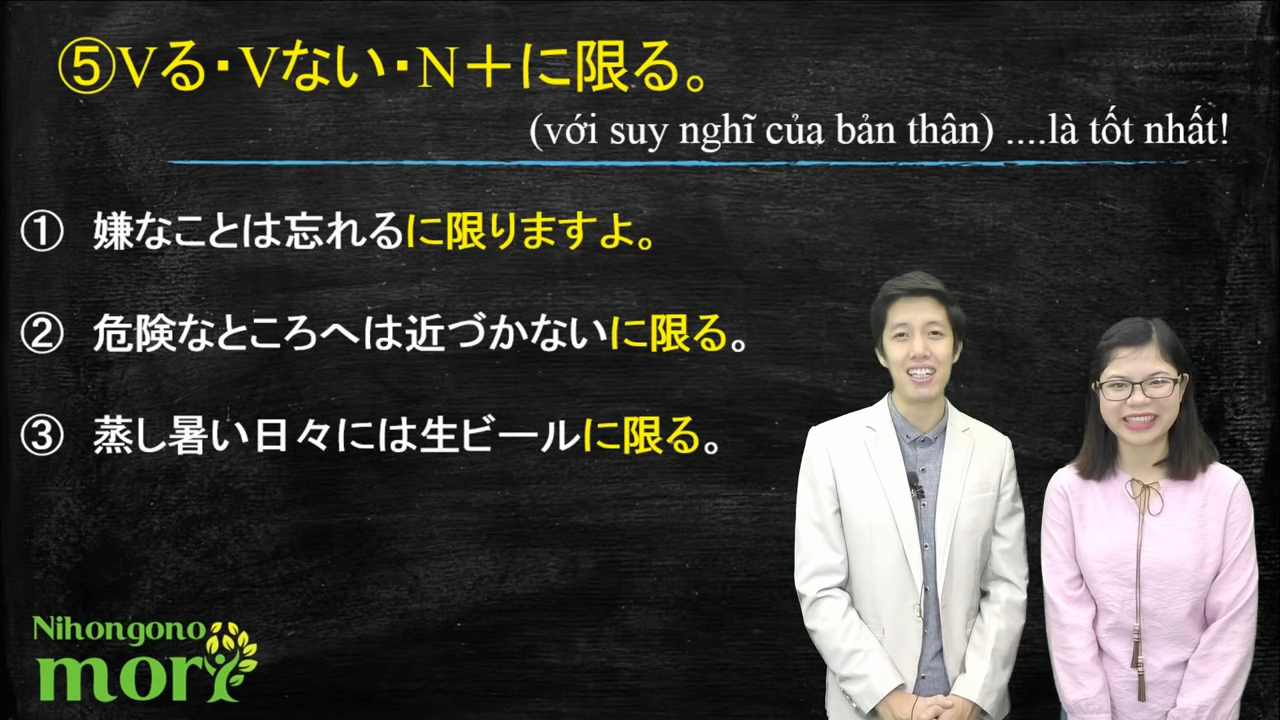 ⑤Vる・Vない・N＋に限る。
(với suy nghĩ của bản thân) ....là tốt nhất!
① 嫌なことは忘れるに限りますよ。
② 危険なところへは近づかないに限る。
③ 蒸し暑い日々には生ビールに限る。
Nihongono
mori